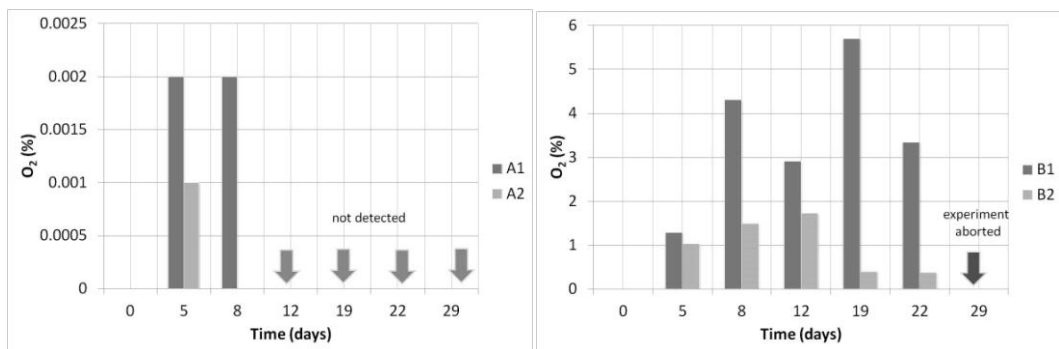 0.0025
0.002
0.0015
0.001
0.0005
0
O2 (%)
not detected
0 5 8 12 19 22 29
Time (days)
A1
A2
6
5
4
3
2
1
0
O2 (%)
experiment
aborted
0 5 8 12 19 22 29
Time (days)
B1
B2